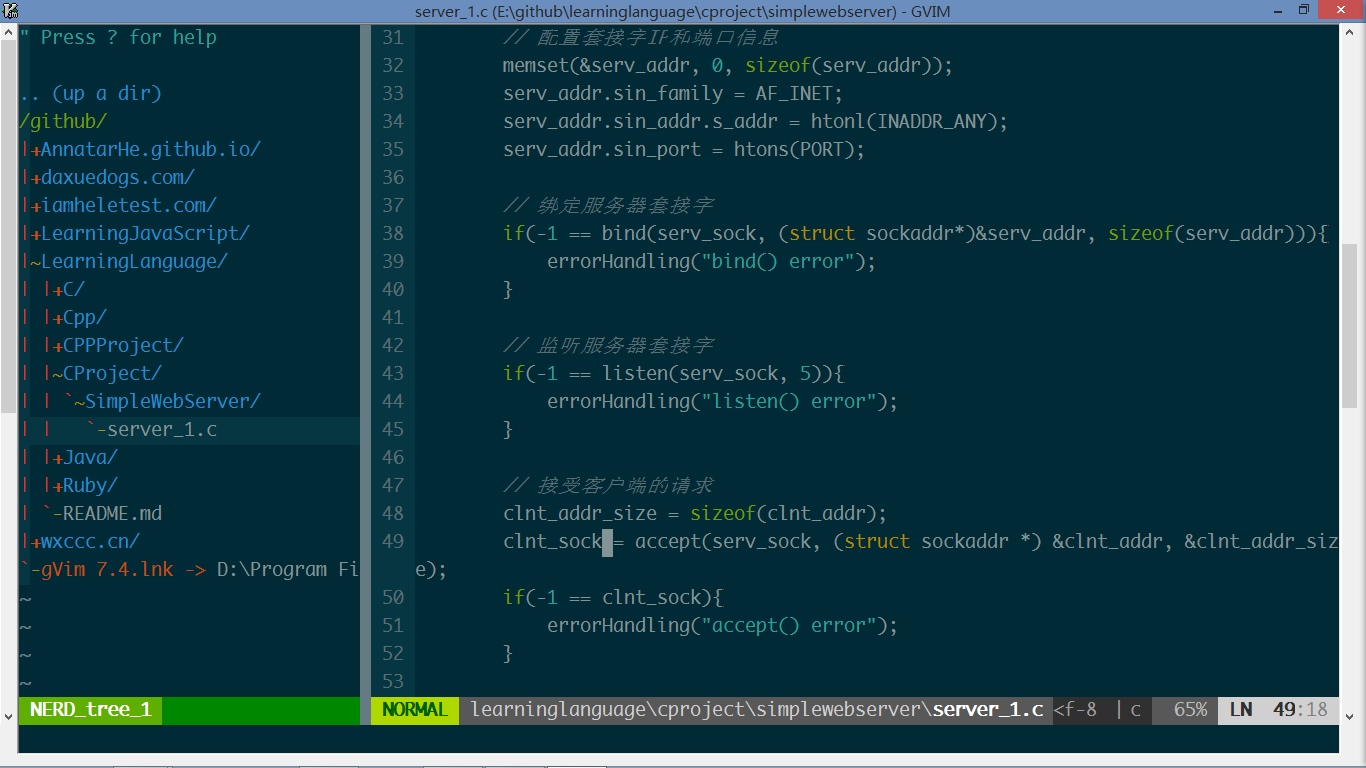 server_1.c (E:\github\learninglanguage\cproject\simplewebserver) - GVIM
" Press ? for help
.. (up a dir)
/github/
|+AnnatarHe.github.io/
|+daxuedogs.com/
|+iamheletest.com/
|+LearningJavaScript/
|~LearningLanguage/
| |+C/
| |+Cpp/
| |+CPPProject/
| |~CProject/
| | `~SimpleWebServer/
| |   `-server_1.c
| |+Java/
| |+Ruby/
| `-README.md
|+wxccc.cn/
`-gVim 7.4.lnk -> D:\Program Fi
~
~
~
~
NERD_tree_1
31 // 配置套接字IP和端口信息
32 memset(&serv_addr, 0, sizeof(serv_addr));
33 serv_addr.sin_family = AF_INET;
34 serv_addr.sin_addr.s_addr = htonl(INADDR_ANY);
35 serv_addr.sin_port = htons(PORT);
36
37 // 绑定服务器套接字
38 if(-1 == bind(serv_sock, (struct sockaddr*)&serv_addr, sizeof(serv_addr))){
39 errorHandling("bind() error");
40 }
41
42 // 监听服务器套接字
43 if(-1 == listen(serv_sock, 5)){
44 errorHandling("listen() error");
45 }
46
47 // 接受客户端的请求
48 clnt_addr_size = sizeof(clnt_addr);
49 clnt_sock = accept(serv_sock, (struct sockaddr *) &clnt_addr, &clnt_addr_siz
e);
50 if(-1 == clnt_sock){
51 errorHandling("accept() error");
52 }
53
NORMAL learninglanguage\cproject\simplewebserver\server_1.c <f-8 | c 65% LN 49:18